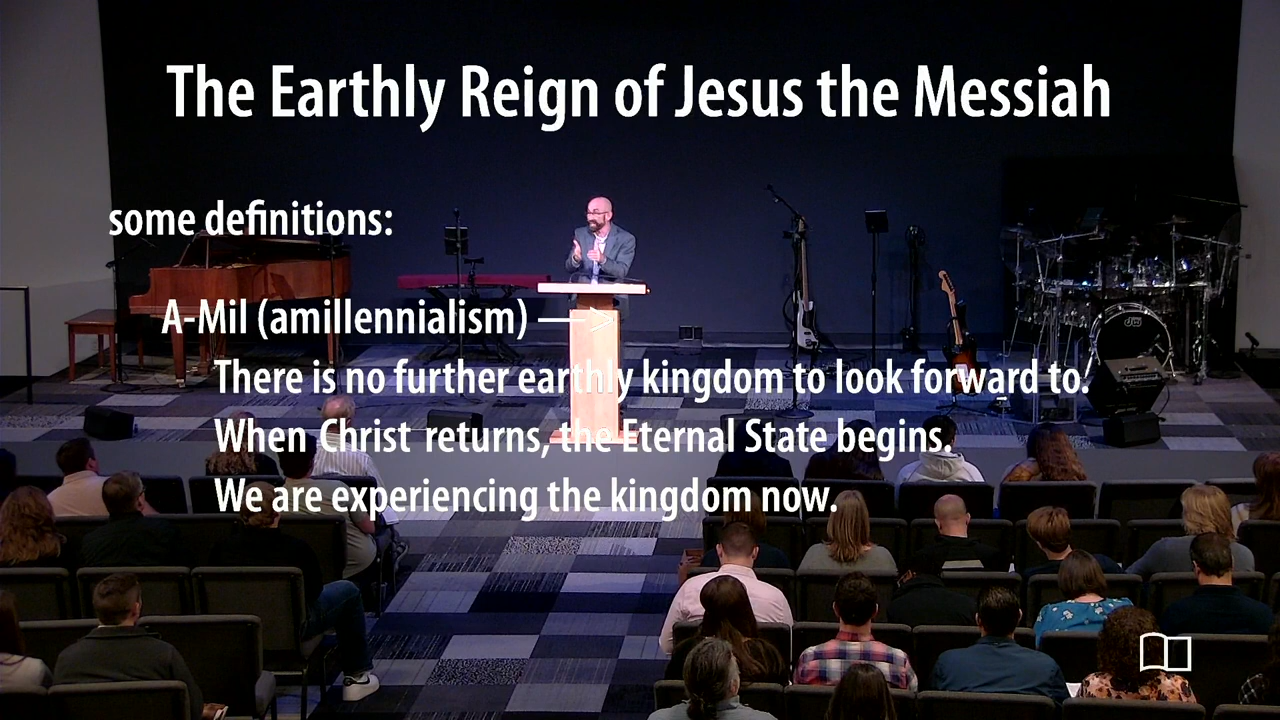 The Earthly Reign of Jesus the Messiah
some definitions:
A-Mil (amillennialism) —>
There is no further earthly kingdom to look forward to.
When Christ returns, the Eternal State begins.
We are experiencing the kingdom now.
dw